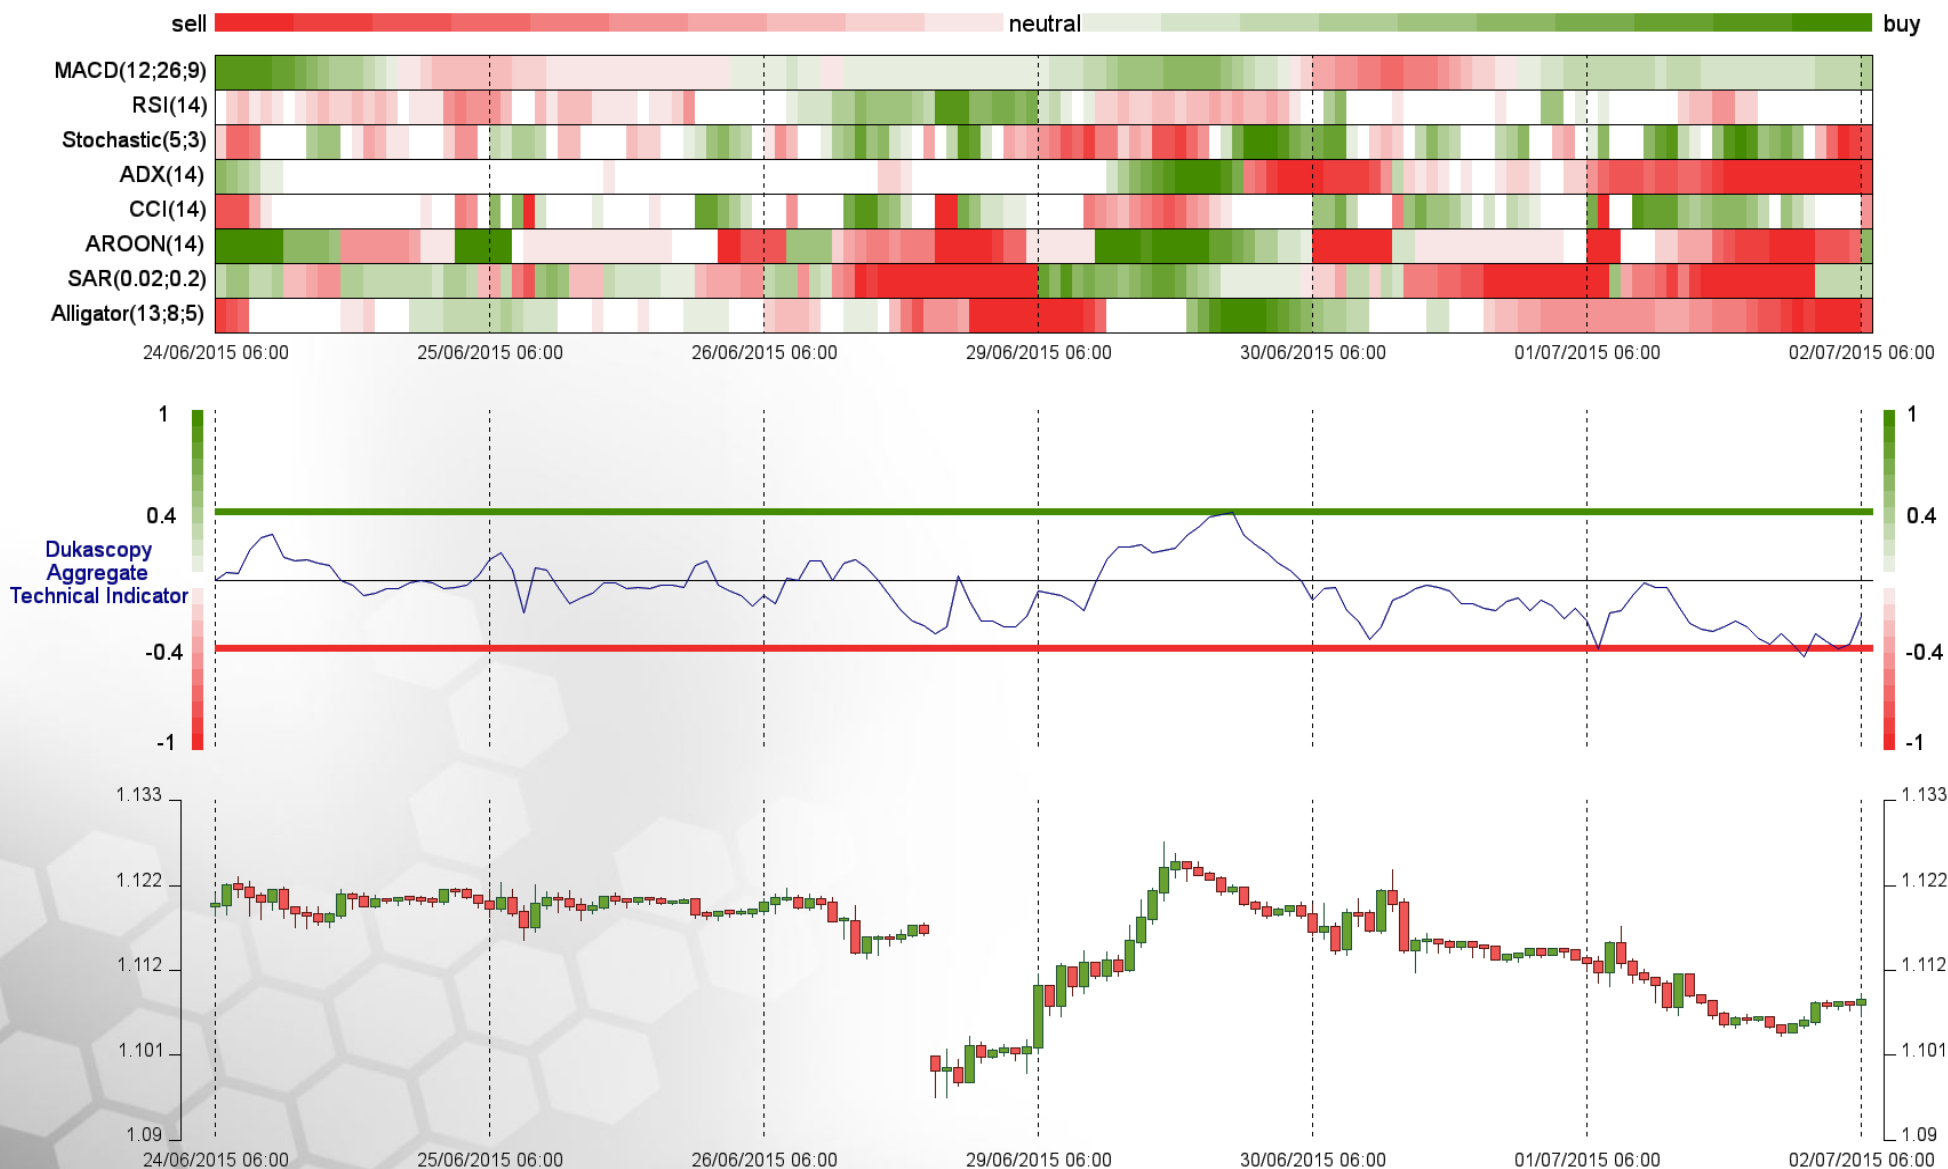 sell neutral buy
MACD(12;26;9)
RSI(14)
Stochastic(5;3)
ADX(14)
CCI(14)
AROON(14)
SAR(0.02;0.2)
Alligator(13;8;5)
24/06/2015 06:00 25/06/2015 06:00 26/06/2015 06:00 29/06/2015 06:00 30/06/2015 06:00 01/07/2015 06:00 02/07/2015 06:00
1 1
0.4 0.4
Dukascopy
Aggregate
Technical Indicator
-0.4 -0.4
-1 -1
1.133 1.133
1.122 1.122
1.112 1.112
1.101 1.101
1.09 1.09
24/06/2015 06:00 25/06/2015 06:00 26/06/2015 06:00 29/06/2015 06:00 30/06/2015 06:00 01/07/2015 06:00 02/07/2015 06:00